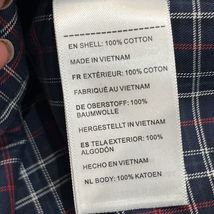 EN SHELL: 100% COTTON
MADE IN VIETNAM
FR EXTÉRIEUR: 100% COTON
FABRIQUÉ AU VIETNAM
DE OBERSTOFF: 100%
BAUMWOLLE
HERGESTELLT IN VIETNAM
ES TELA EXTERIOR: 100%
ALGODÓN
HECHO EN VIETNAM
NL BODY: 100% KATOEN